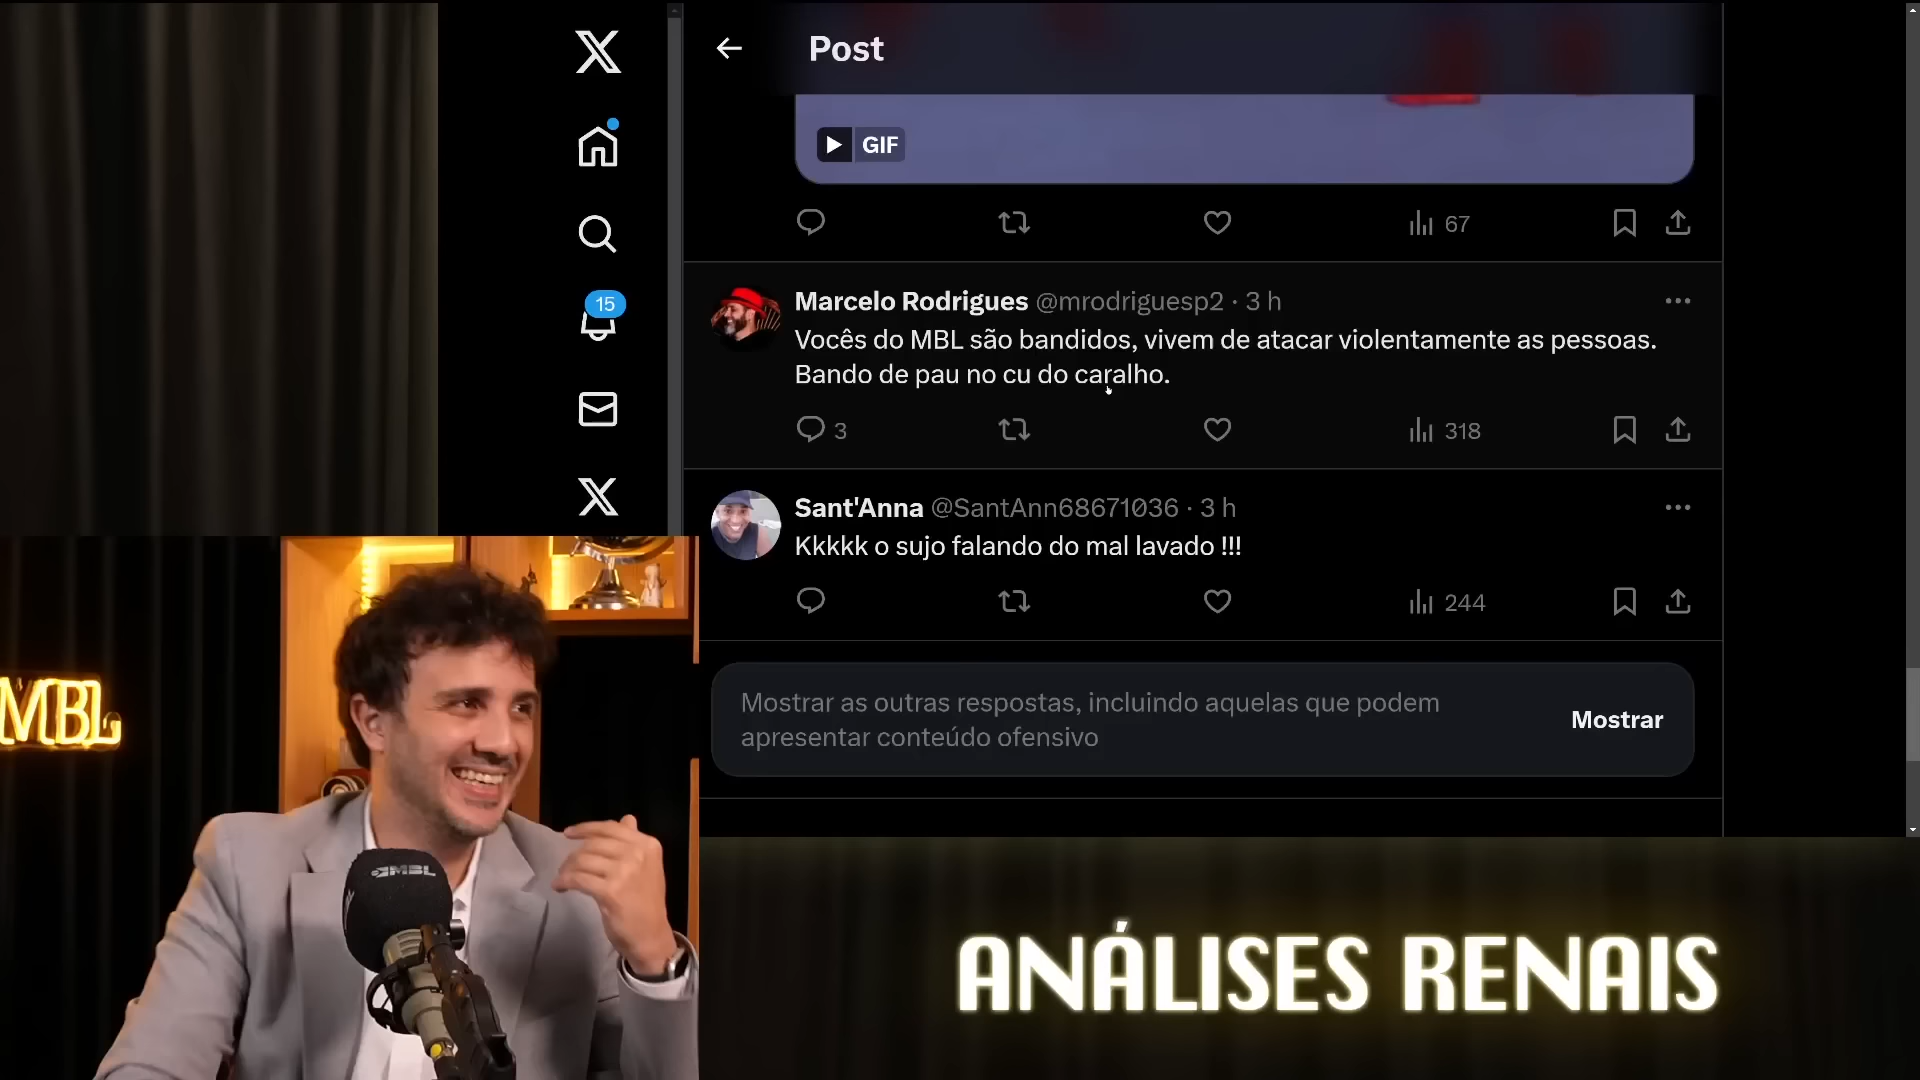 Post
GIF
67
15
Marcelo Rodrigues @mrodriguesp2 · 3 h
Vocês do MBL são bandidos, vivem de atacar violentamente as pessoas.
Bando de pau no cu do caralho.
3
318
Sant'Anna @SantAnn68671036 · 3 h
Kkkkk o sujo falando do mal lavado !!!
244
Mostrar as outras respostas, incluindo aquelas que podem
apresentar conteúdo ofensivo
Mostrar
MBL
MBL
ANÁLISES RENAIS